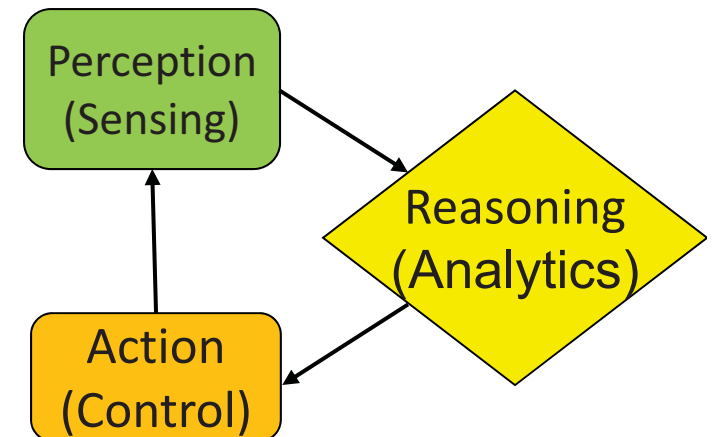 Perception
(Sensing)
Reasoning
(Analytics)
Action
(Control)